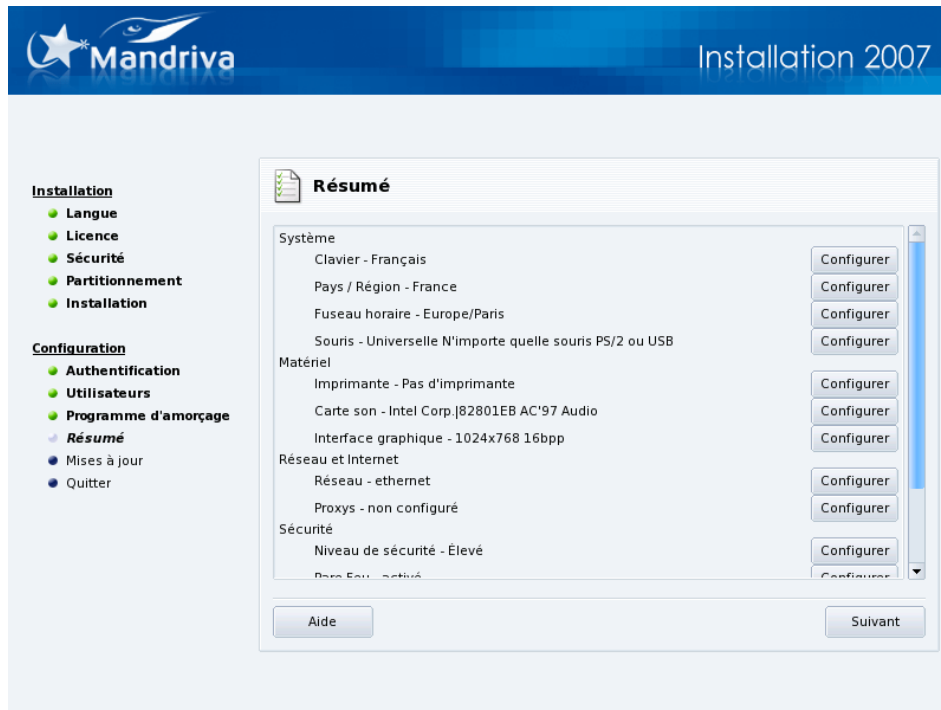 Mandriva
Installation 2007
Installation
Langue
Licence
Sécurité
Partitionnement
Installation
Configuration
Authentification
Utilisateurs
Programme d'amorçage
Résumé
Mises à jour
Quitter
Résumé
Système
Clavier - Français Configurer
Pays / Région - France Configurer
Fuseau horaire - Europe/Paris Configurer
Souris - Universelle N'importe quelle souris PS/2 ou USB Configurer
Matériel
Imprimante - Pas d'imprimante Configurer
Carte son - Intel Corp.|82801EB AC'97 Audio Configurer
Interface graphique - 1024x768 16bpp Configurer
Réseau et Internet
Réseau - ethernet Configurer
Proxys - non configuré Configurer
Sécurité
Niveau de sécurité - Élevé Configurer
Pare Feu - activé Configurer
Aide Suivant